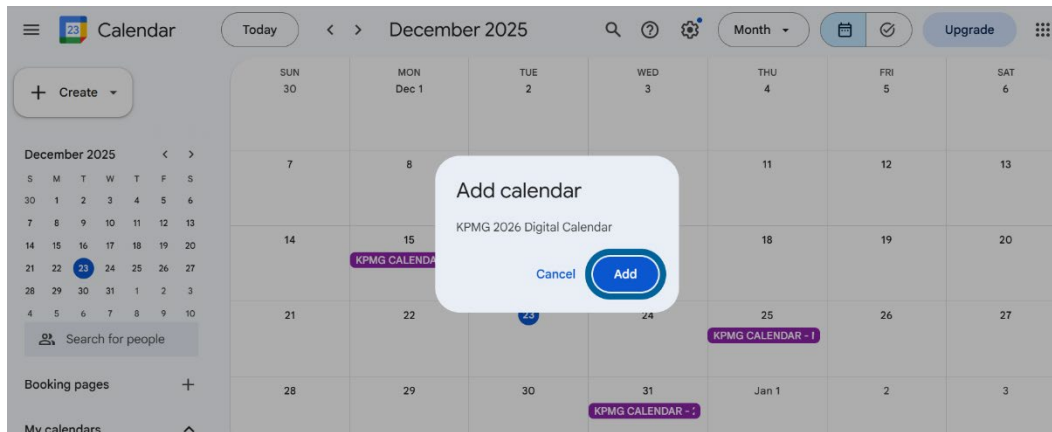 23 Calendar Today < > December 2025 Month Upgrade
Create
SUN MON TUE WED THU FRI SAT
30 Dec 1 2 3 4 5 6
December 2025 < >
S M T W T F S
30 1 2 3 4 5 6
7 8 9 10 11 12 13
14 15 16 17 18 19 20
21 22 23 24 25 26 27
28 29 30 31 1 2 3
4 5 6 7 8 9 10
Search for people
Booking pages +
My calendars
7 8 11 12 13
14 15 18 19 20
KPMG CALENDA
21 22 23 24 25 26 27
KPMG CALENDAR -
28 29 30 31 Jan 1 2 3
KPMG CALENDAR -
Add calendar
KPMG 2026 Digital Calendar
Cancel Add